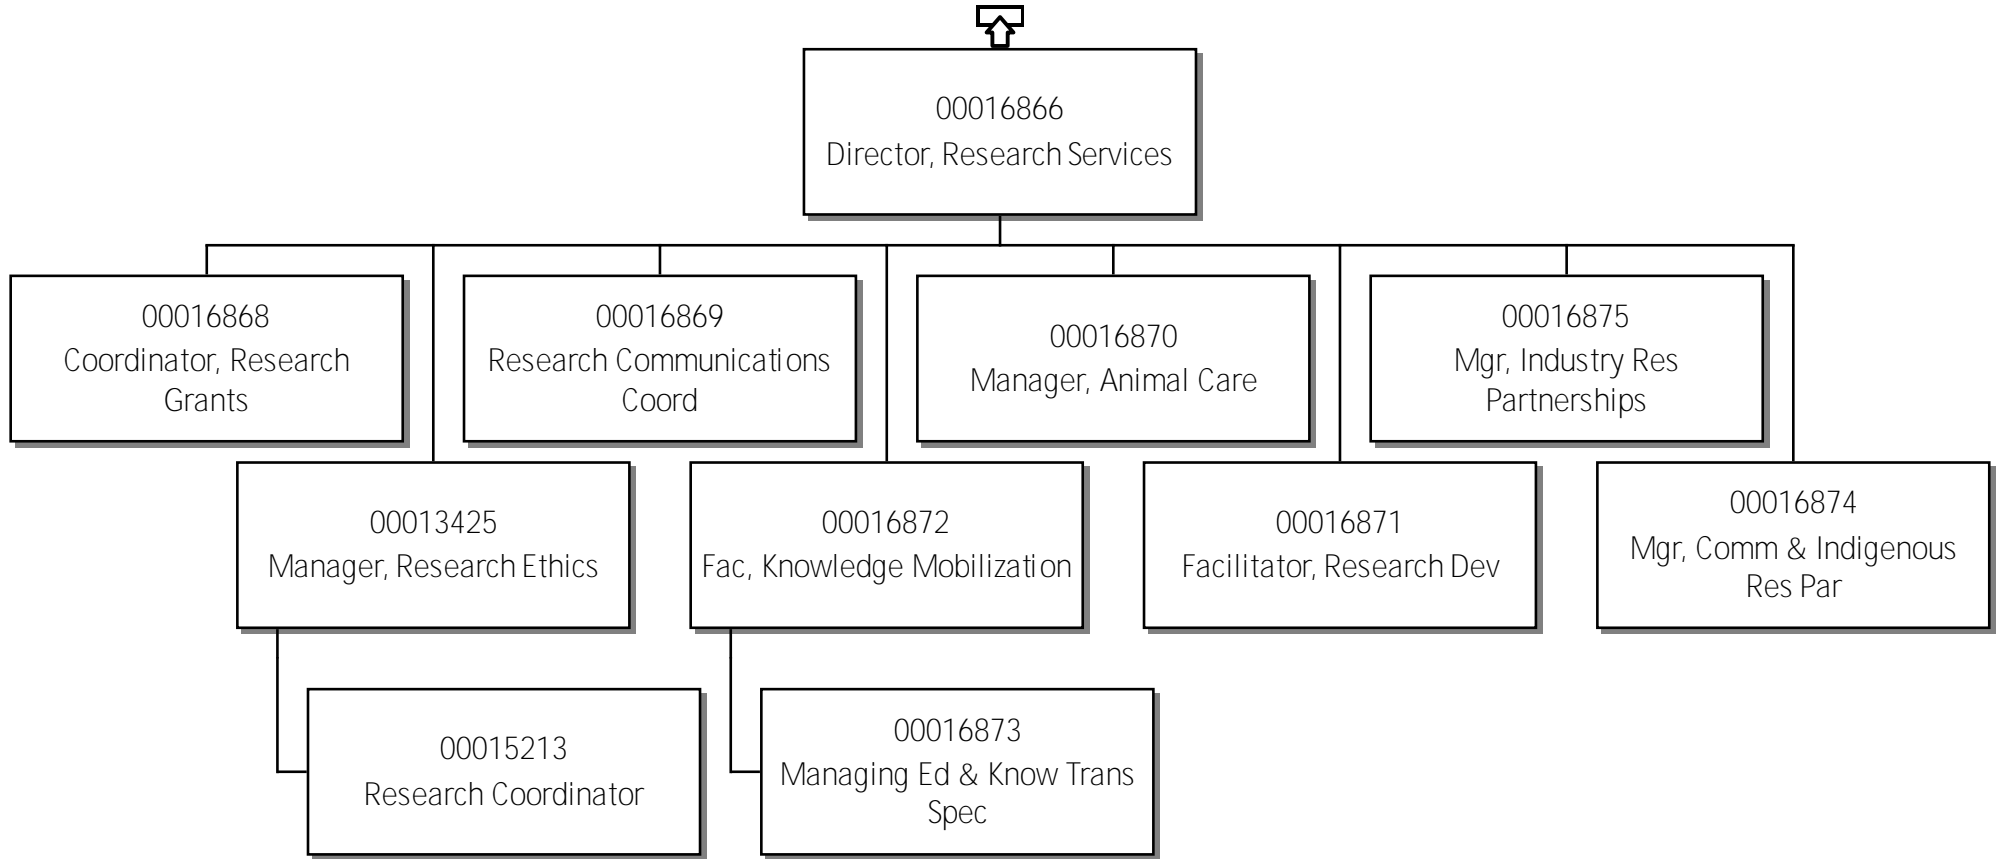 00016866
Director, Research Services
00016868
Coordinator, Research
Grants
00016869
Research Communications
Coord
00016870
Manager, Animal Care
00016875
Mgr, Industry Res
Partnerships
00013425
Manager, Research Ethics
00016872
Fac, Knowledge Mobilization
00016871
Facilitator, Research Dev
00016874
Mgr, Comm & Indigenous
Res Par
00015213
Research Coordinator
00016873
Managing Ed & Know Trans
Spec